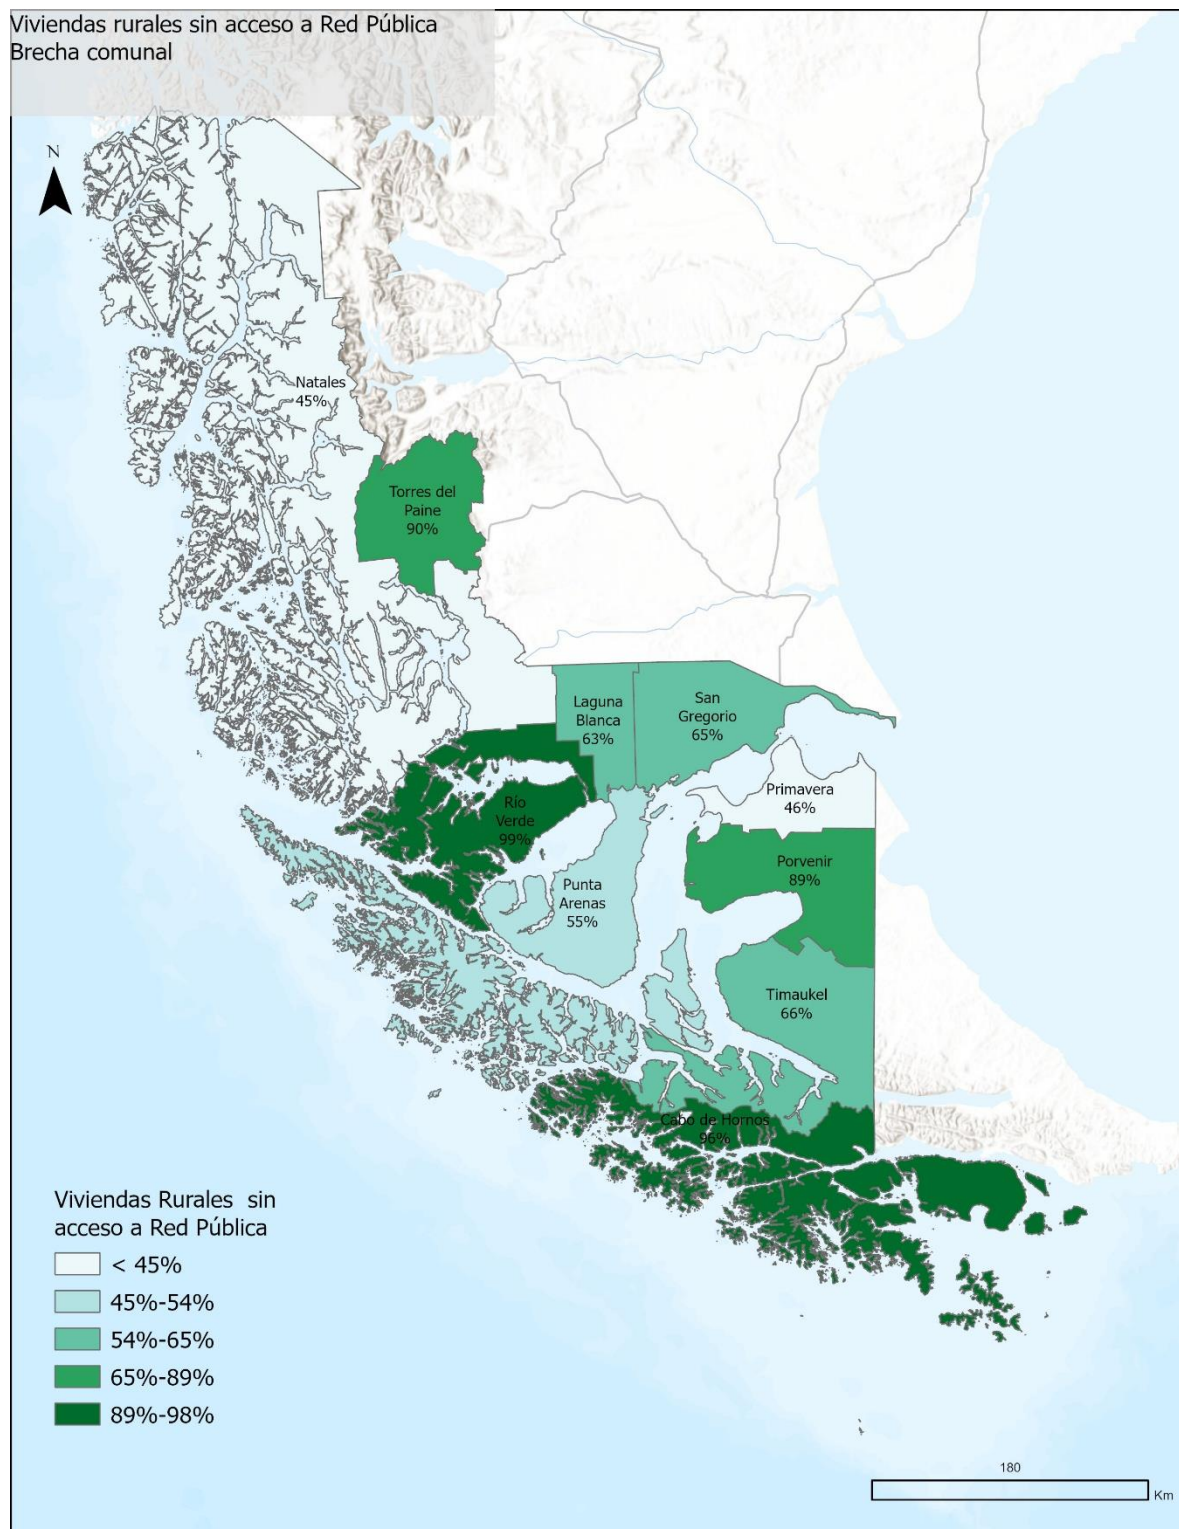 Viviendas rurales sin acceso a Red Pública
Brecha comunal
N
Natales
45%
Torres del
Paine
90%
Laguna
Blanca
63%
San
Gregorio
65%
Primavera
46%
Río
Verde
99%
Porvenir
89%
Punta
Arenas
55%
Timaukel
66%
Cabo de Hornos
96%
Viviendas Rurales sin
acceso a Red Pública
< 45%
45%-54%
54%-65%
65%-89%
89%-98%
180
Km